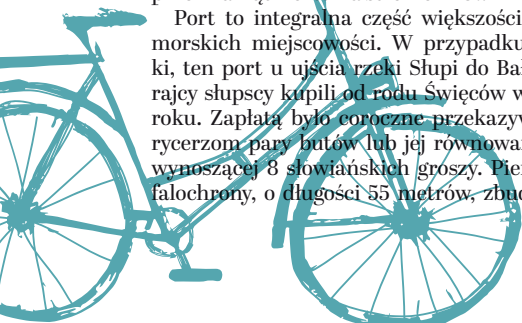 Port to integralna część większości
morskich miejscowości. W przypadku
ki, ten port u ujścia rzeki Słupi do Bał
rajcy słupscy kupili od rodu Święców w
roku. Zapłatą było coroczne przekazyw
rycerzom pary butów lub jej równowar
wynoszącej 8 słowiańskich groszy. Pier
falochrony, o długości 55 metrów, zbud